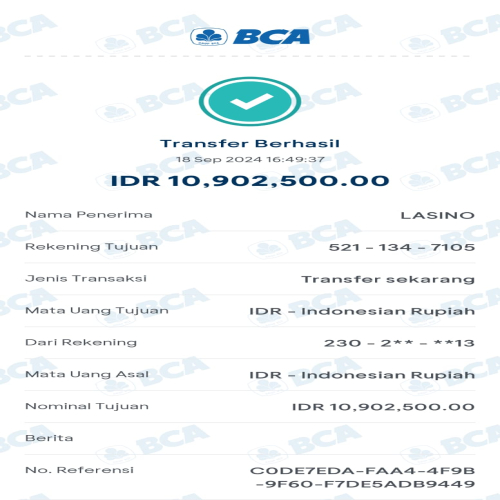 BCA
Transfer Berhasil
18 Sep 2024 16:49:37
IDR 10,902,500.00
Nama Penerima LASINO
Rekening Tujuan 521 - 134 - 7105
Jenis Transaksi Transfer sekarang
Mata Uang Tujuan IDR - Indonesian Rupiah
Dari Rekening 230 - 2** - **13
Mata Uang Asal IDR - Indonesian Rupiah
Nominal Tujuan IDR 10,902,500.00
Berita
No. Referensi C0DE7EDA-FAA4-4F9B
-9F60-F7DE5ADB9449